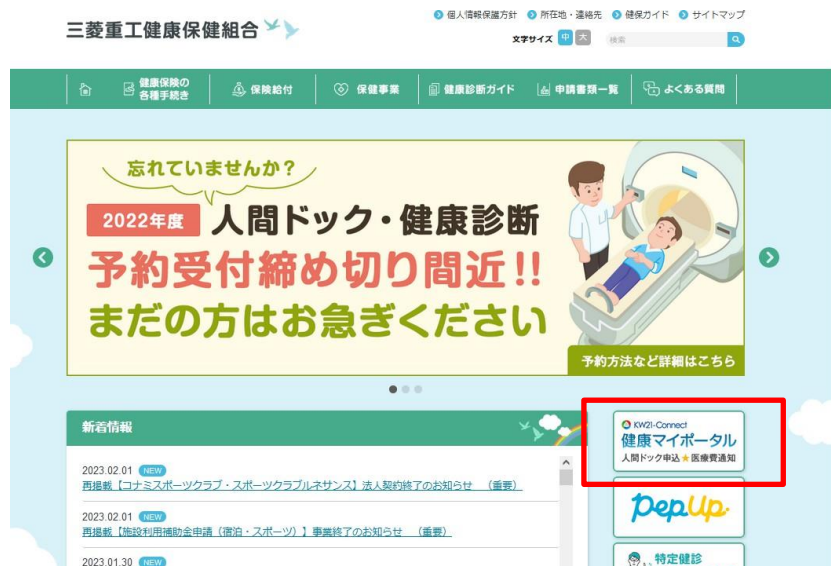 三菱重工健康保健組合
個人情報保護方針 所在地・連絡先 健保ガイド サイトマップ
文字サイズ 中 大 検索
健康保険の
各種手続き
保険給付
保健事業
健康診断ガイド
申請書類一覧
よくある質問
忘れていませんか？
2022年度 人間ドック・健康診断
予約受付締め切り間近!!
まだの方はお急ぎください
予約方法など詳細はこちら
新着情報
2023.02.01 NEW
再掲載【コナミスポーツクラブ・スポーツクラブルネサンス】法人契約終了のお知らせ （重要）
2023.02.01 NEW
再掲載【施設利用補助金申請（宿泊・スポーツ）】事業終了のお知らせ （重要）
2023.01.30 NEW
KW21-Connect
健康マイポータル
人間ドック申込★医療費通知
PepUp
特定健診